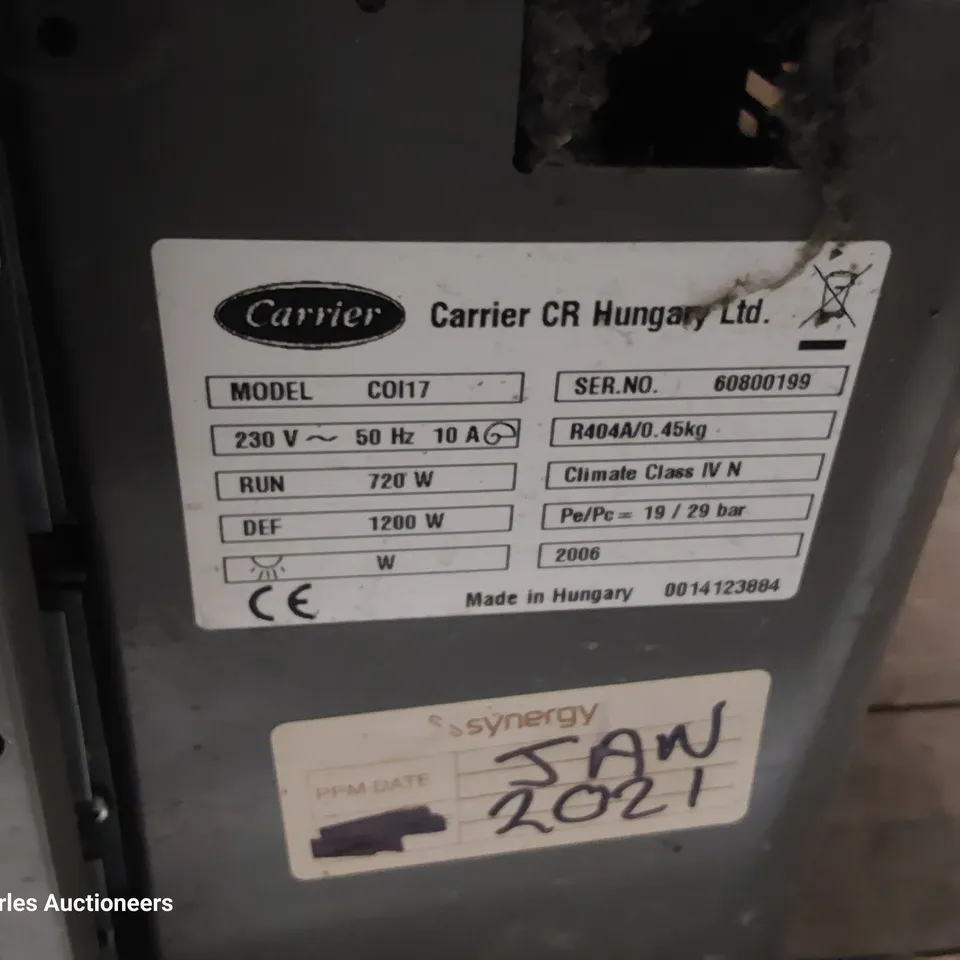 Carrier Carrier CR Hungary Ltd.
MODEL COI17 SER.NO. 60800199
230 V ~ 50 Hz 10 A R404A/0.45kg
RUN 720 W Climate Class IV N
DEF 1200 W Pe/Pc = 19 / 29 bar
W 2006
CE Made in Hungary 0014123884
synergy
PPM DATE JAN
2021
rles Auctioneers